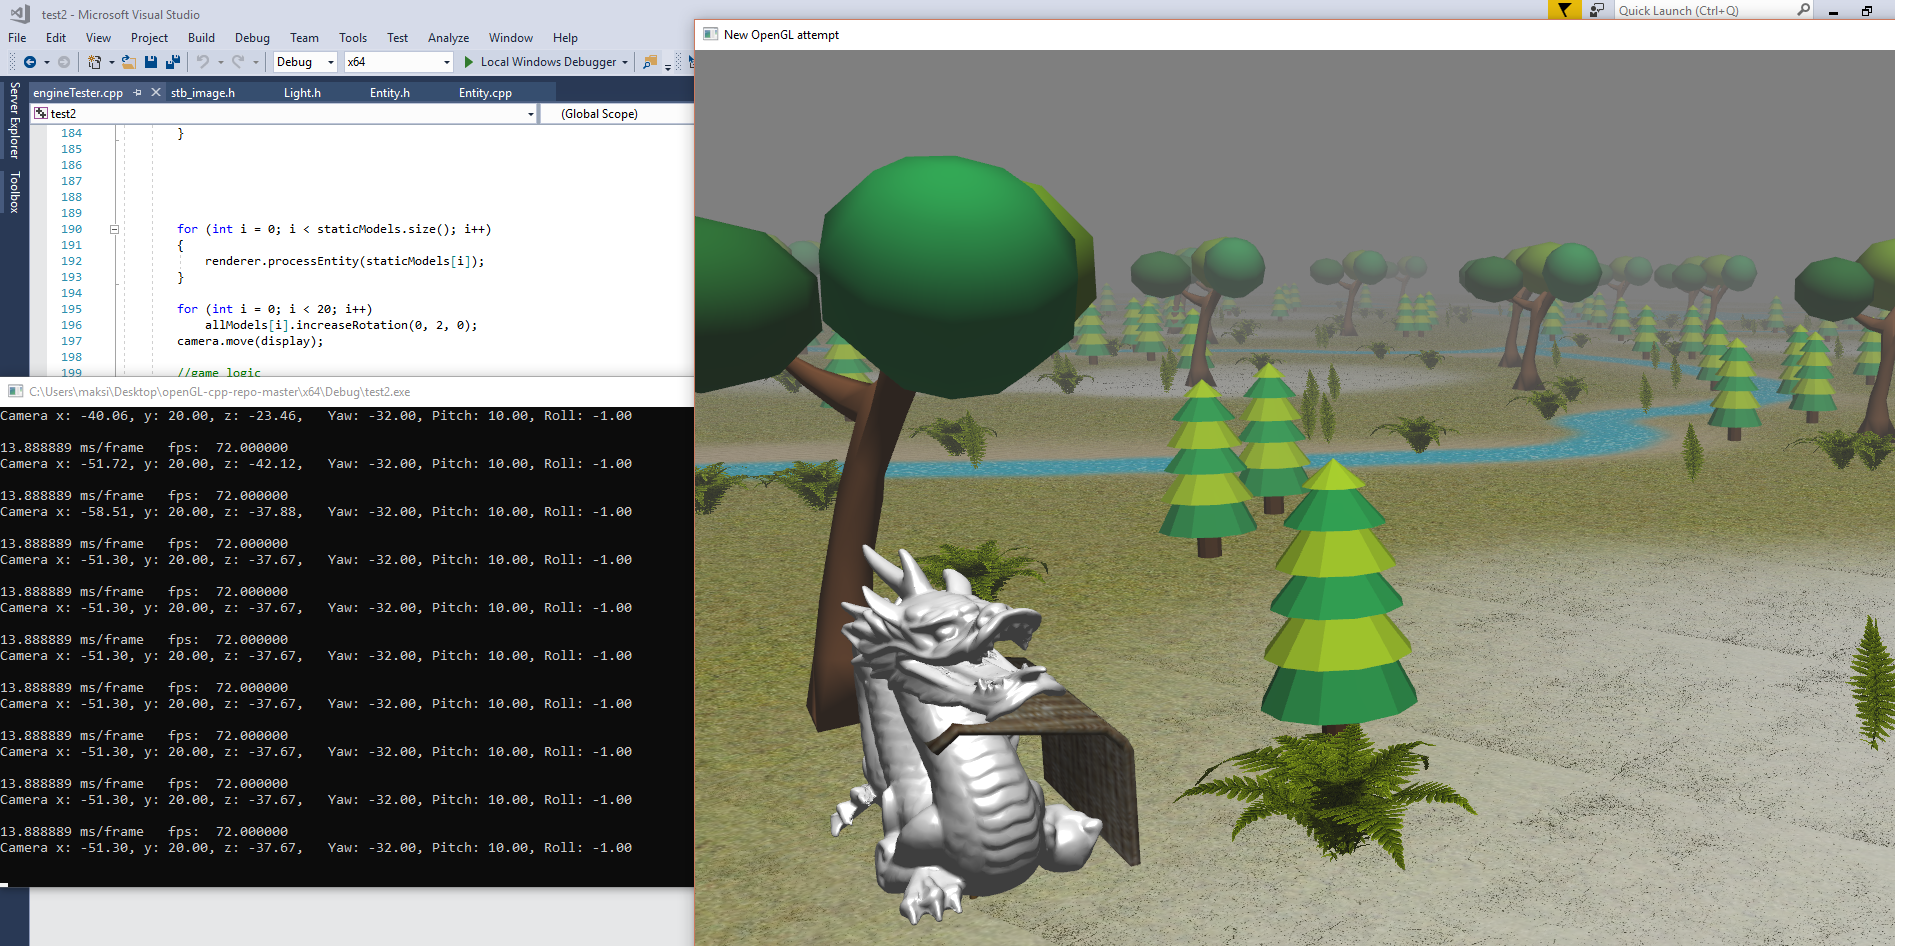 test2 - Microsoft Visual Studio
Quick Launch (Ctrl+Q)
File Edit View Project Build Debug Team Tools Test Analyze Window Help
Debug x64 Local Windows Debugger
Server Explorer
Toolbox
engineTester.cpp stb_image.h Light.h Entity.h Entity.cpp
test2 (Global Scope)
184 }
185
186
187
188
189
190 for (int i = 0; i < staticModels.size(); i++)
191 {
192 renderer.processEntity(staticModels[i]);
193 }
194
195 for (int i = 0; i < 20; i++)
196 allModels[i].increaseRotation(0, 2, 0);
197 camera.move(display);
198
199 //game logic
C:\Users\maksi\Desktop\openGL-cpp-repo-master\x64\Debug\test2.exe
Camera x: -40.06, y: 20.00, z: -23.46, Yaw: -32.00, Pitch: 10.00, Roll: -1.00
13.888889 ms/frame fps: 72.000000
Camera x: -51.72, y: 20.00, z: -42.12, Yaw: -32.00, Pitch: 10.00, Roll: -1.00
13.888889 ms/frame fps: 72.000000
Camera x: -58.51, y: 20.00, z: -37.88, Yaw: -32.00, Pitch: 10.00, Roll: -1.00
13.888889 ms/frame fps: 72.000000
Camera x: -51.30, y: 20.00, z: -37.67, Yaw: -32.00, Pitch: 10.00, Roll: -1.00
13.888889 ms/frame fps: 72.000000
Camera x: -51.30, y: 20.00, z: -37.67, Yaw: -32.00, Pitch: 10.00, Roll: -1.00
13.888889 ms/frame fps: 72.000000
Camera x: -51.30, y: 20.00, z: -37.67, Yaw: -32.00, Pitch: 10.00, Roll: -1.00
13.888889 ms/frame fps: 72.000000
Camera x: -51.30, y: 20.00, z: -37.67, Yaw: -32.00, Pitch: 10.00, Roll: -1.00
13.888889 ms/frame fps: 72.000000
Camera x: -51.30, y: 20.00, z: -37.67, Yaw: -32.00, Pitch: 10.00, Roll: -1.00
13.888889 ms/frame fps: 72.000000
Camera x: -51.30, y: 20.00, z: -37.67, Yaw: -32.00, Pitch: 10.00, Roll: -1.00
13.888889 ms/frame fps: 72.000000
Camera x: -51.30, y: 20.00, z: -37.67, Yaw: -32.00, Pitch: 10.00, Roll: -1.00
New OpenGL attempt